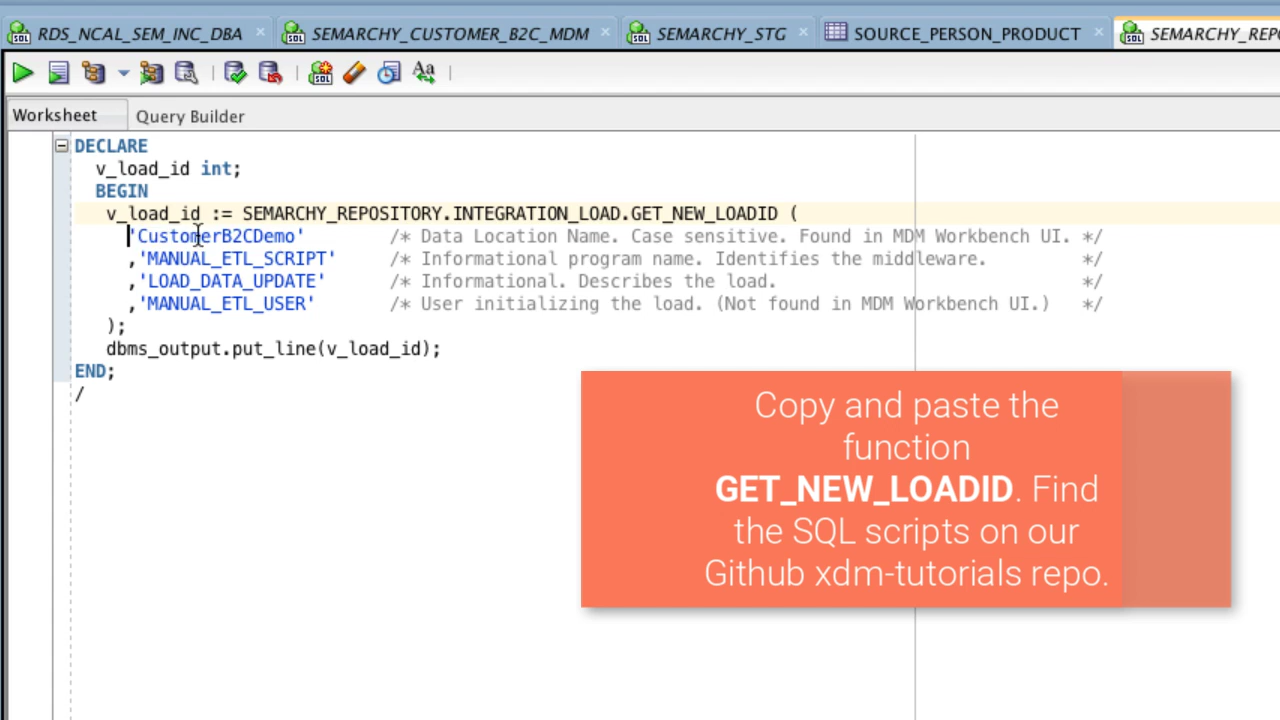 RDS_NCAL_SEM_INC_DBA SEMARCHY_CUSTOMER_B2C_MDM SEMARCHY_STG SOURCE_PERSON_PRODUCT SEMARCHY_REPO
Worksheet Query Builder
DECLARE
v_load_id int;
BEGIN
v_load_id := SEMARCHY_REPOSITORY.INTEGRATION_LOAD.GET_NEW_LOADID (
'CustomerB2CDemo' /* Data Location Name. Case sensitive. Found in MDM Workbench UI. */
,'MANUAL_ETL_SCRIPT' /* Informational program name. Identifies the middleware. */
,'LOAD_DATA_UPDATE' /* Informational. Describes the load. */
,'MANUAL_ETL_USER' /* User initializing the load. (Not found in MDM Workbench UI.) */
);
dbms_output.put_line(v_load_id);
END;
/
Copy and paste the
function
GET_NEW_LOADID. Find
the SQL scripts on our
Github xdm-tutorials repo.